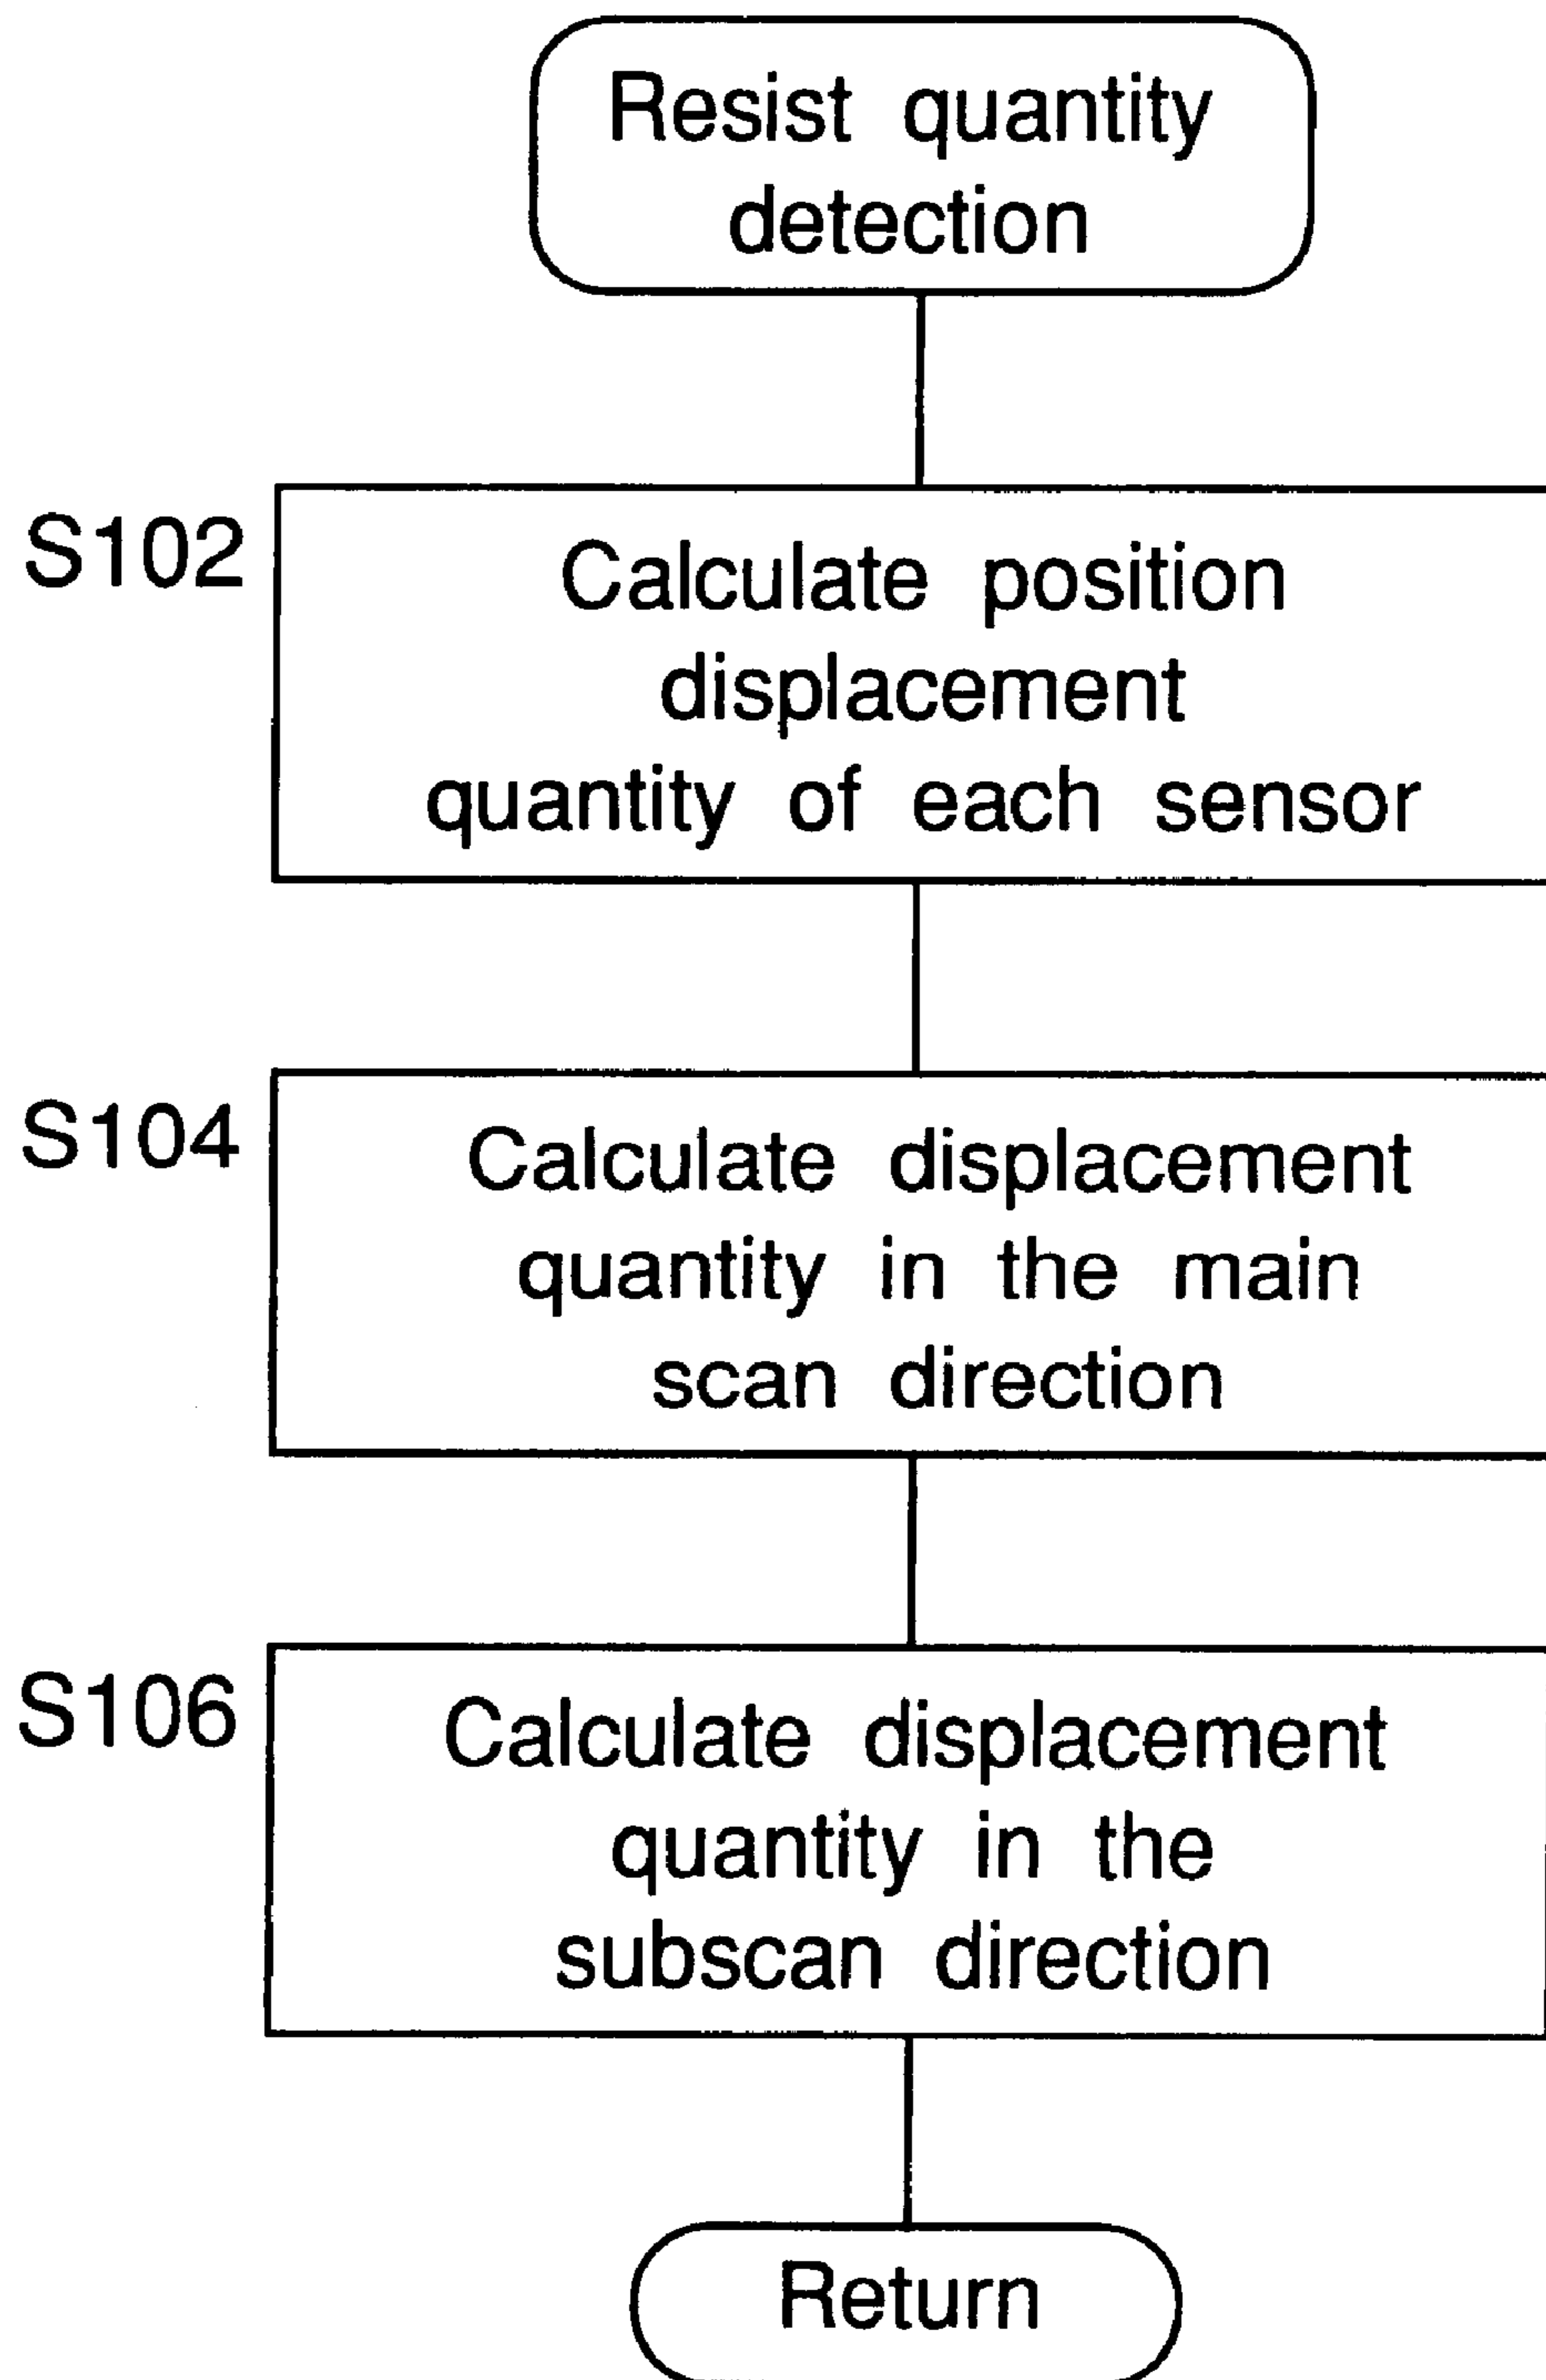 Resist quantity
detection
S102
Calculate position
displacement
quantity of each sensor
S104
Calculate displacement
quantity in the main
scan direction
S106
Calculate displacement
quantity in the
subscan direction
Return